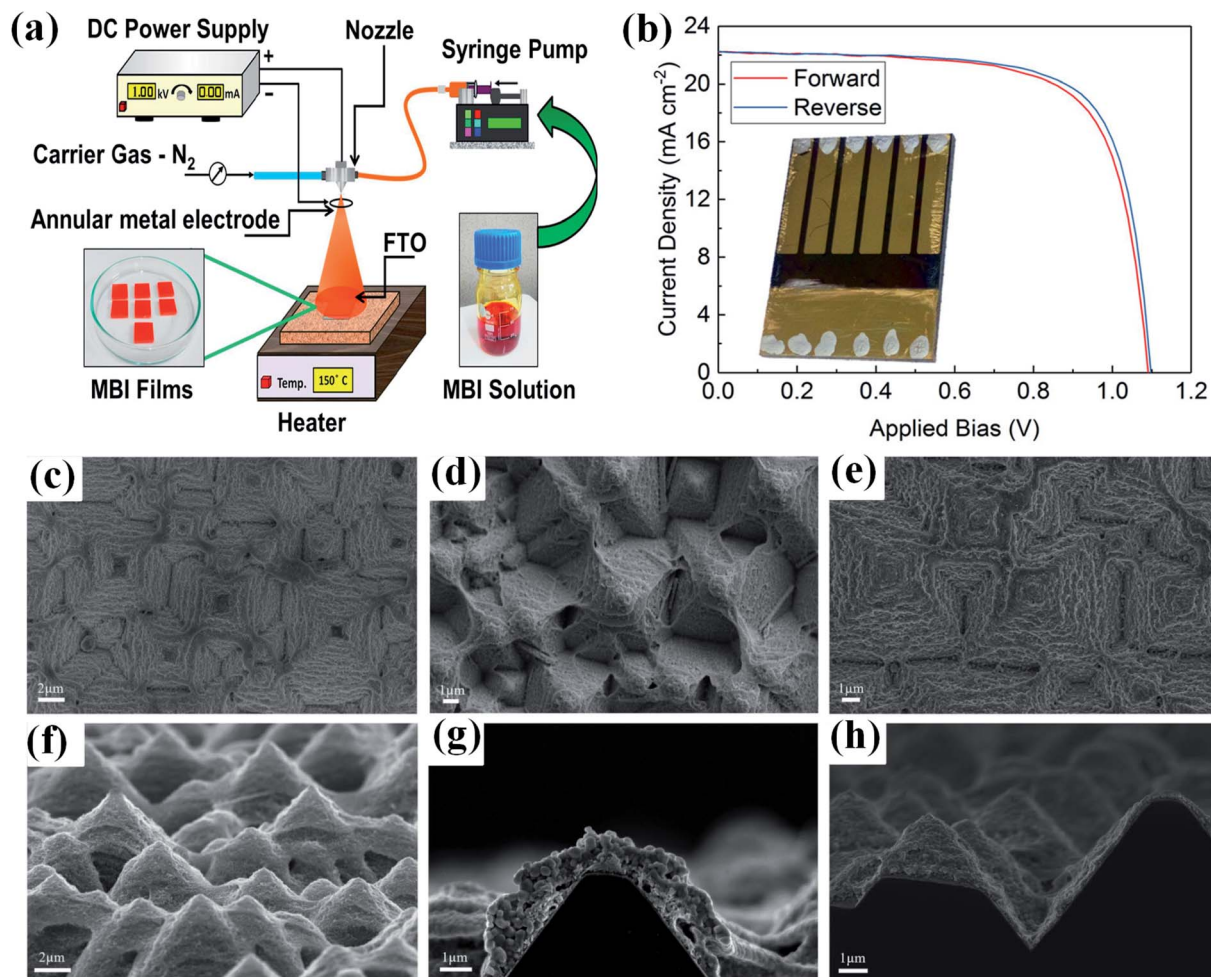 (a)
DC Power Supply
Nozzle
Syringe Pump
+
-
1.00 kV 0.00 mA
Carrier Gas - N₂
Annular metal electrode
FTO
MBI Films
Temp. 150° C
MBI Solution
Heater
(b)
Current Density (mA cm⁻²)
24
20
16
12
8
4
0
Forward
Reverse
0.0 0.2 0.4 0.6 0.8 1.0 1.2
Applied Bias (V)
(c)
2μm
(d)
1μm
(e)
1μm
(f)
2μm
(g)
1μm
(h)
1μm